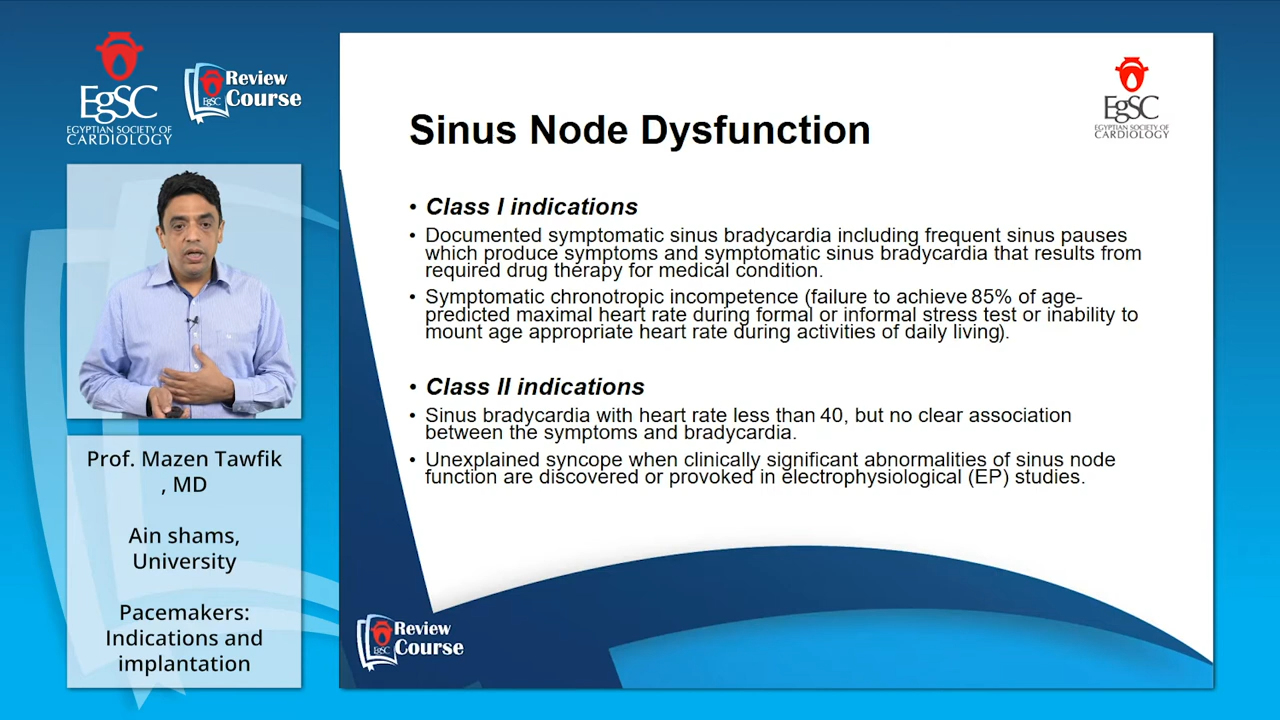 EgSC
EGYPTIAN SOCIETY OF
CARDIOLOGY
Review
EgSC Course
Prof. Mazen Tawfik
, MD
Ain shams,
University
Pacemakers:
Indications and
implantation
EgSC
EGYPTIAN SOCIETY OF
CARDIOLOGY
Sinus Node Dysfunction
• Class I indications
• Documented symptomatic sinus bradycardia including frequent sinus pauses
which produce symptoms and symptomatic sinus bradycardia that results from
required drug therapy for medical condition.
• Symptomatic chronotropic incompetence (failure to achieve 85% of age-
predicted maximal heart rate during formal or informal stress test or inability to
mount age appropriate heart rate during activities of daily living).
• Class II indications
• Sinus bradycardia with heart rate less than 40, but no clear association
between the symptoms and bradycardia.
• Unexplained syncope when clinically significant abnormalities of sinus node
function are discovered or provoked in electrophysiological (EP) studies.
Review
EgSC Course